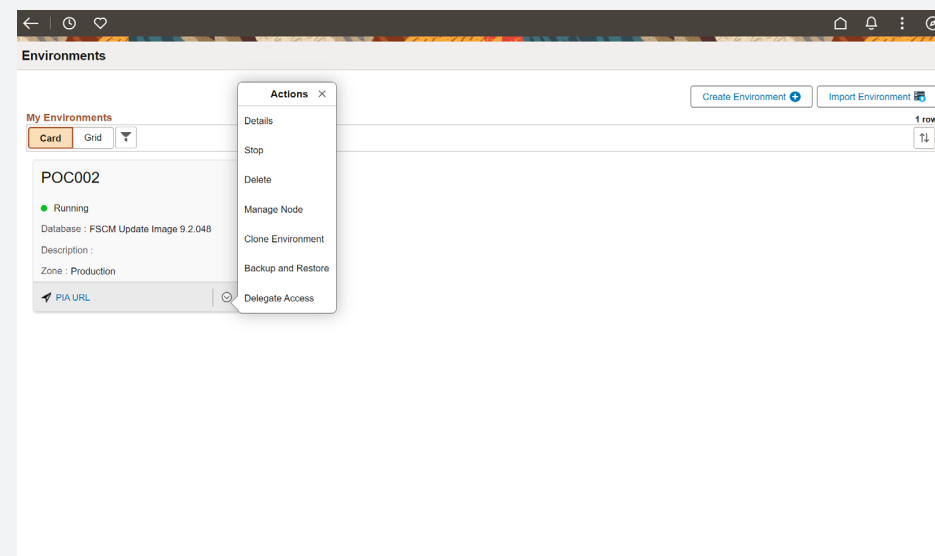 Environments
Create Environment
Import Environment
My Environments
1 row
Card
Grid
POC002
Running
Database : FSCM Update Image 9.2.048
Description :
Zone : Production
PIA URL
Actions
Details
Stop
Delete
Manage Node
Clone Environment
Backup and Restore
Delegate Access